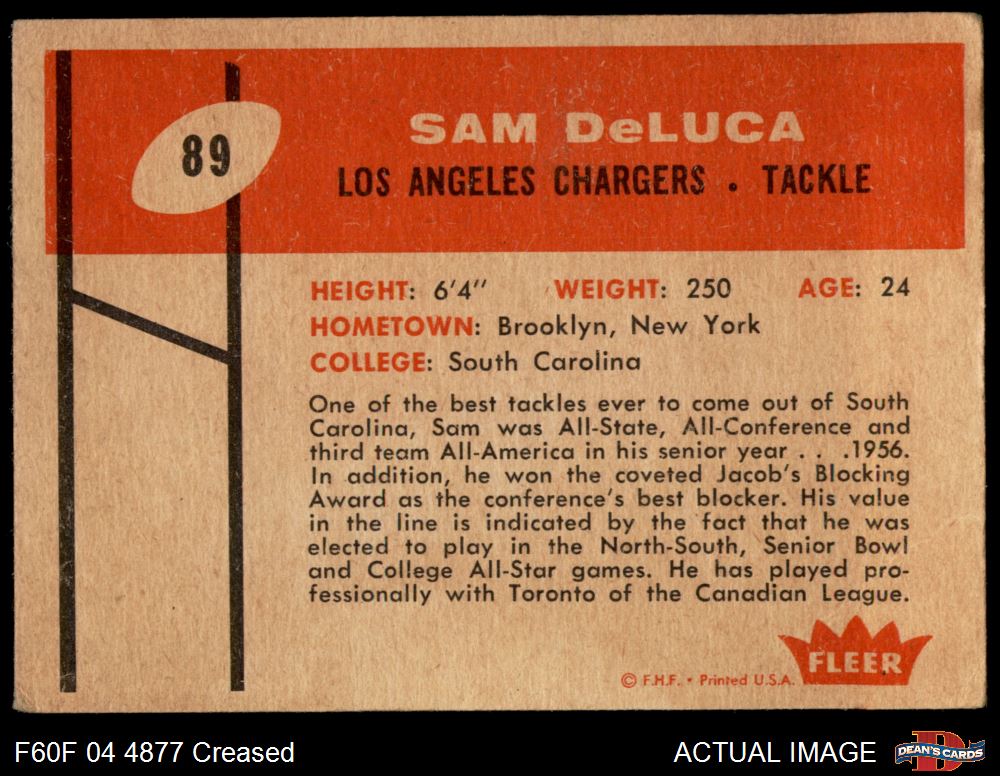 89
SAM DeLUCA
LOS ANGELES CHARGERS . TACKLE
HEIGHT: 6'4" WEIGHT: 250 AGE: 24
HOMETOWN: Brooklyn, New York
COLLEGE: South Carolina
One of the best tackles ever to come out of South
Carolina, Sam was All-State, All-Conference and
third team All-America in his senior year . . .1956.
In addition, he won the coveted Jacob's Blocking
Award as the conference's best blocker. His value
in the line is indicated by the fact that he was
elected to play in the North-South, Senior Bowl
and College All-Star games. He has played pro-
fessionally with Toronto of the Canadian League.
FLEER
© F.H.F. • Printed U.S.A.
F60F 04 4877 Creased
ACTUAL IMAGE
DEAN'S CARDS